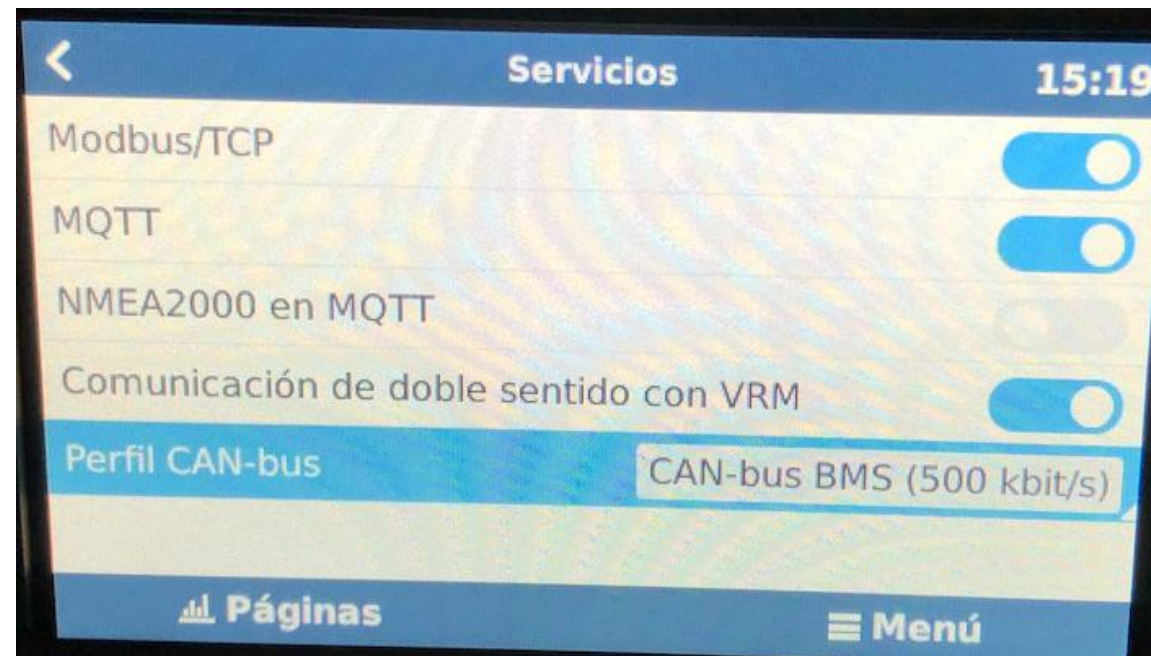 Servicios
15:19
Modbus/TCP
MQTT
NMEA2000 en MQTT
Comunicación de doble sentido con VRM
Perfil CAN-bus CAN-bus BMS (500 kbit/s)
Páginas
Menú